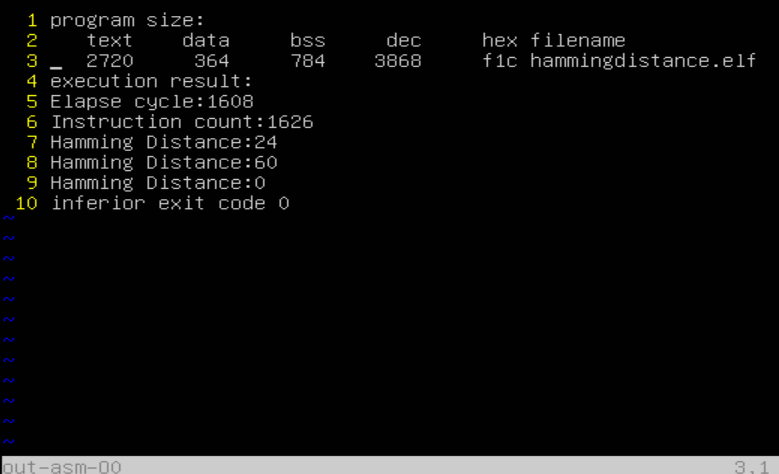 1 program size:
2    text    data     bss     dec     hex filename
3    2720     364     784    3868     f1c hammingdistance.elf
4 execution result:
5 Elapse cycle:1608
6 Instruction count:1626
7 Hamming Distance:24
8 Hamming Distance:60
9 Hamming Distance:0
10 inferior exit code 0
~
~
~
~
~
~
~
~
~
~
~
~
out-asm-O0 3,1